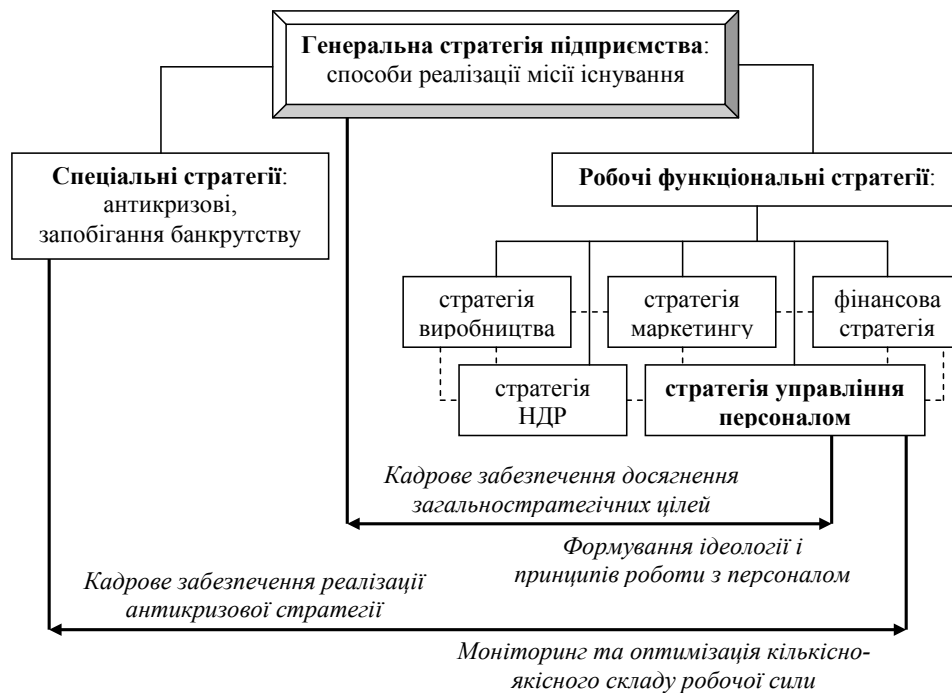 Генеральна стратегія підприємства:
способи реалізації місії існування
Спеціальні стратегії:
антикризові,
запобігання банкрутству
Робочі функціональні стратегії:
стратегія
виробництва
стратегія
маркетингу
фінансова
стратегія
стратегія
НДР
стратегія управління
персоналом
Кадрове забезпечення досягнення
загальностратегічних цілей
Формування ідеології і
принципів роботи з персоналом
Кадрове забезпечення реалізації
антикризової стратегії
Моніторинг та оптимізація кількісно-
якісного складу робочої сили